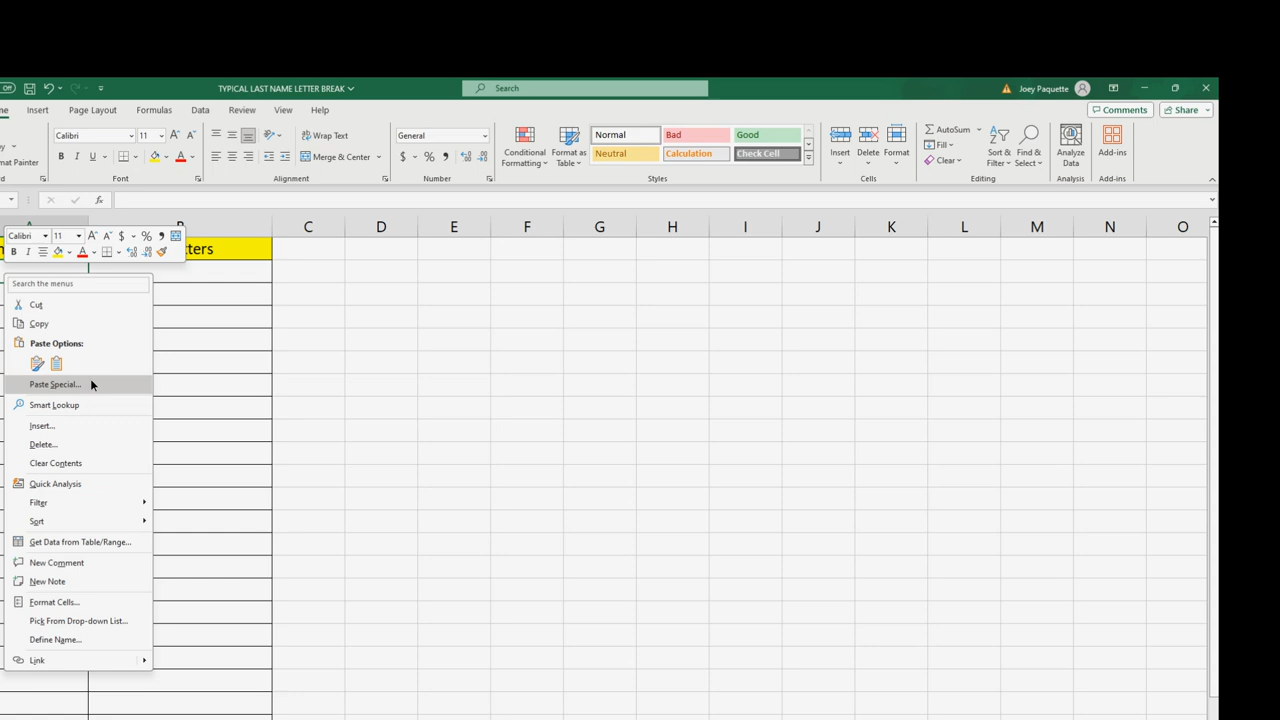 Off TYPICAL LAST NAME LETTER BREAK Search Joey Paquette
Insert Page Layout Formulas Data Review View Help Comments Share
Calibri 11 Wrap Text General Normal Bad Good AutoSum
Painter B I U Merge & Center $ % Conditional Formatting Format as Table Neutral Calculation Check Cell Insert Delete Format Fill Clear Sort & Filter Find & Select Analyze Data Add-ins
Font Alignment Number Styles Cells Editing Analysis Add-ins
fx
A B C D E F G H I J K L M N O
Calibri 11 A A $ % 9
B I A
Search the menus
Cut
Copy
Paste Options:
Paste Special...
Smart Lookup
Insert...
Delete...
Clear Contents
Quick Analysis
Filter
Sort
Get Data from Table/Range...
New Comment
New Note
Format Cells...
Pick From Drop-down List...
Define Name...
Link